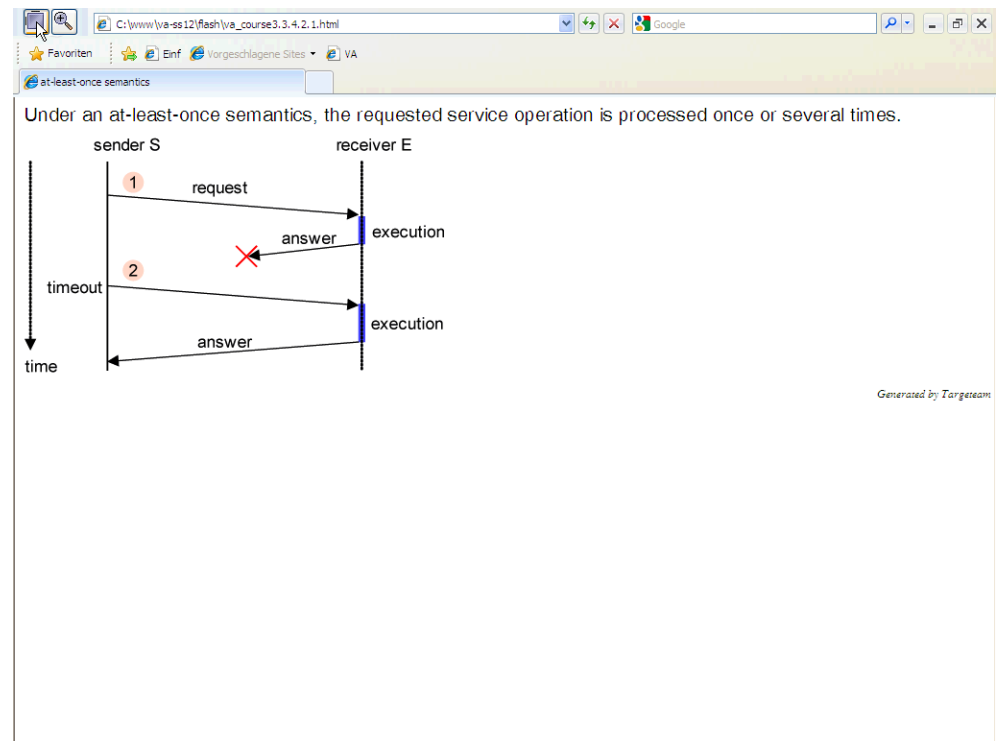 C:\www\va-ss12\flash\va_course3.3.4.2.1.html
Google
Favoriten
Einf
Vorgeschlagene Sites
VA
at-least-once semantics
Under an at-least-once semantics, the requested service operation is processed once or several times.
sender S
receiver E
1
request
answer
execution
2
timeout
execution
answer
time
Generated by Targeteam